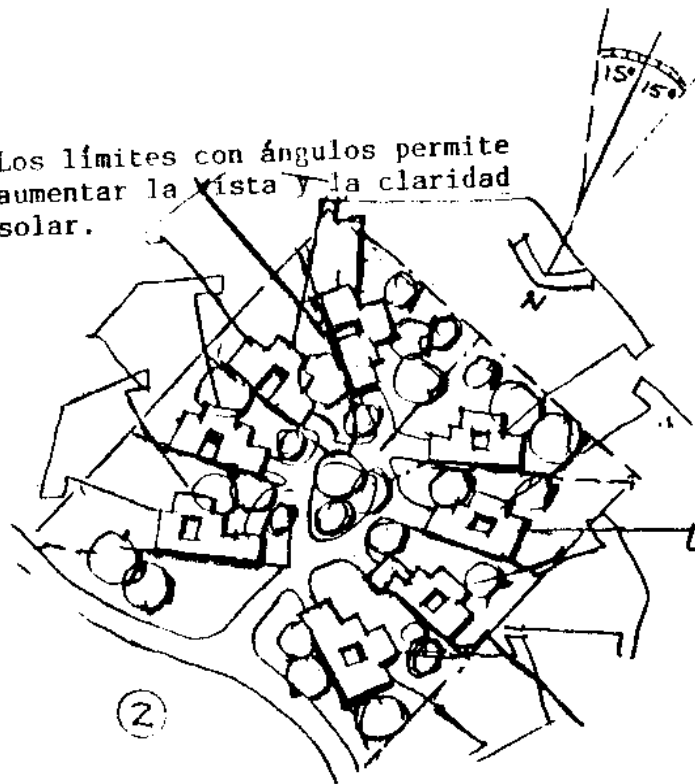 15° 15°
Los límites con ángulos permite
aumentar la vista y la claridad
solar.
N
2